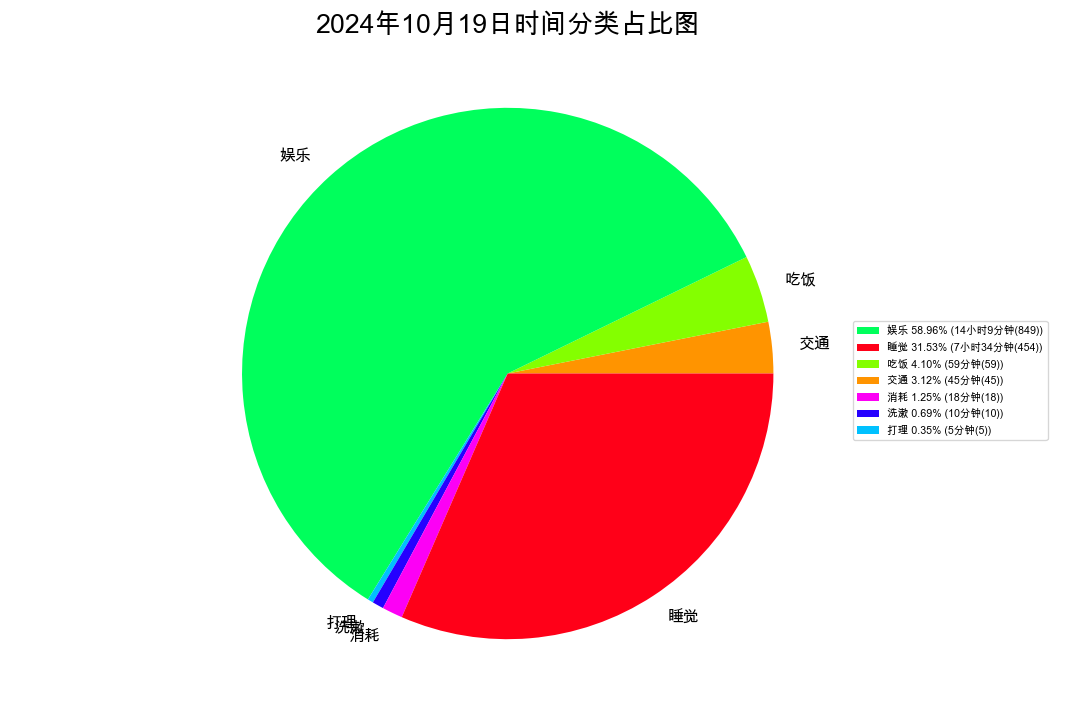 2024年10月19日时间分类占比图
娱乐
吃饭
交通
娱乐 58.96% (14小时9分钟(849))
睡觉 31.53% (7小时34分钟(454))
吃饭 4.10% (59分钟(59))
交通 3.12% (45分钟(45))
消耗 1.25% (18分钟(18))
洗漱 0.69% (10分钟(10))
打理 0.35% (5分钟(5))
睡觉
打理
洗漱
消耗